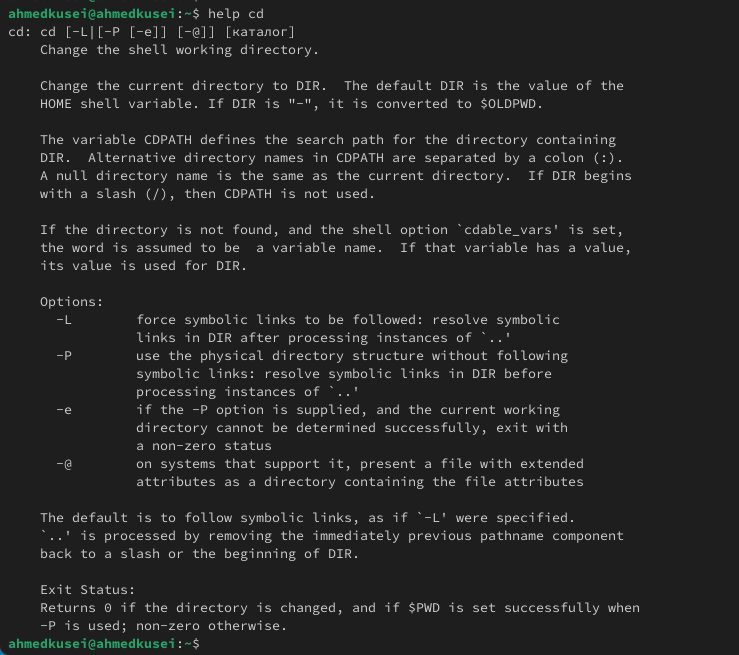 ahmedkusei@ahmedkusei:~$ help cd
cd: cd [-L|[-P [-e]] [-@]] [каталог]
    Change the shell working directory.

    Change the current directory to DIR.  The default DIR is the value of the
    HOME shell variable. If DIR is "-", it is converted to $OLDPWD.

    The variable CDPATH defines the search path for the directory containing
    DIR.  Alternative directory names in CDPATH are separated by a colon (:).
    A null directory name is the same as the current directory.  If DIR begins
    with a slash (/), then CDPATH is not used.

    If the directory is not found, and the shell option `cdable_vars' is set,
    the word is assumed to be  a variable name.  If that variable has a value,
    its value is used for DIR.

    Options:
      -L        force symbolic links to be followed: resolve symbolic
                links in DIR after processing instances of `..'
      -P        use the physical directory structure without following
                symbolic links: resolve symbolic links in DIR before
                processing instances of `..'
      -e        if the -P option is supplied, and the current working
                directory cannot be determined successfully, exit with
                a non-zero status
      -@        on systems that support it, present a file with extended
                attributes as a directory containing the file attributes

    The default is to follow symbolic links, as if `-L' were specified.
    `..' is processed by removing the immediately previous pathname component
    back to a slash or the beginning of DIR.

    Exit Status:
    Returns 0 if the directory is changed, and if $PWD is set successfully when
    -P is used; non-zero otherwise.
ahmedkusei@ahmedkusei:~$